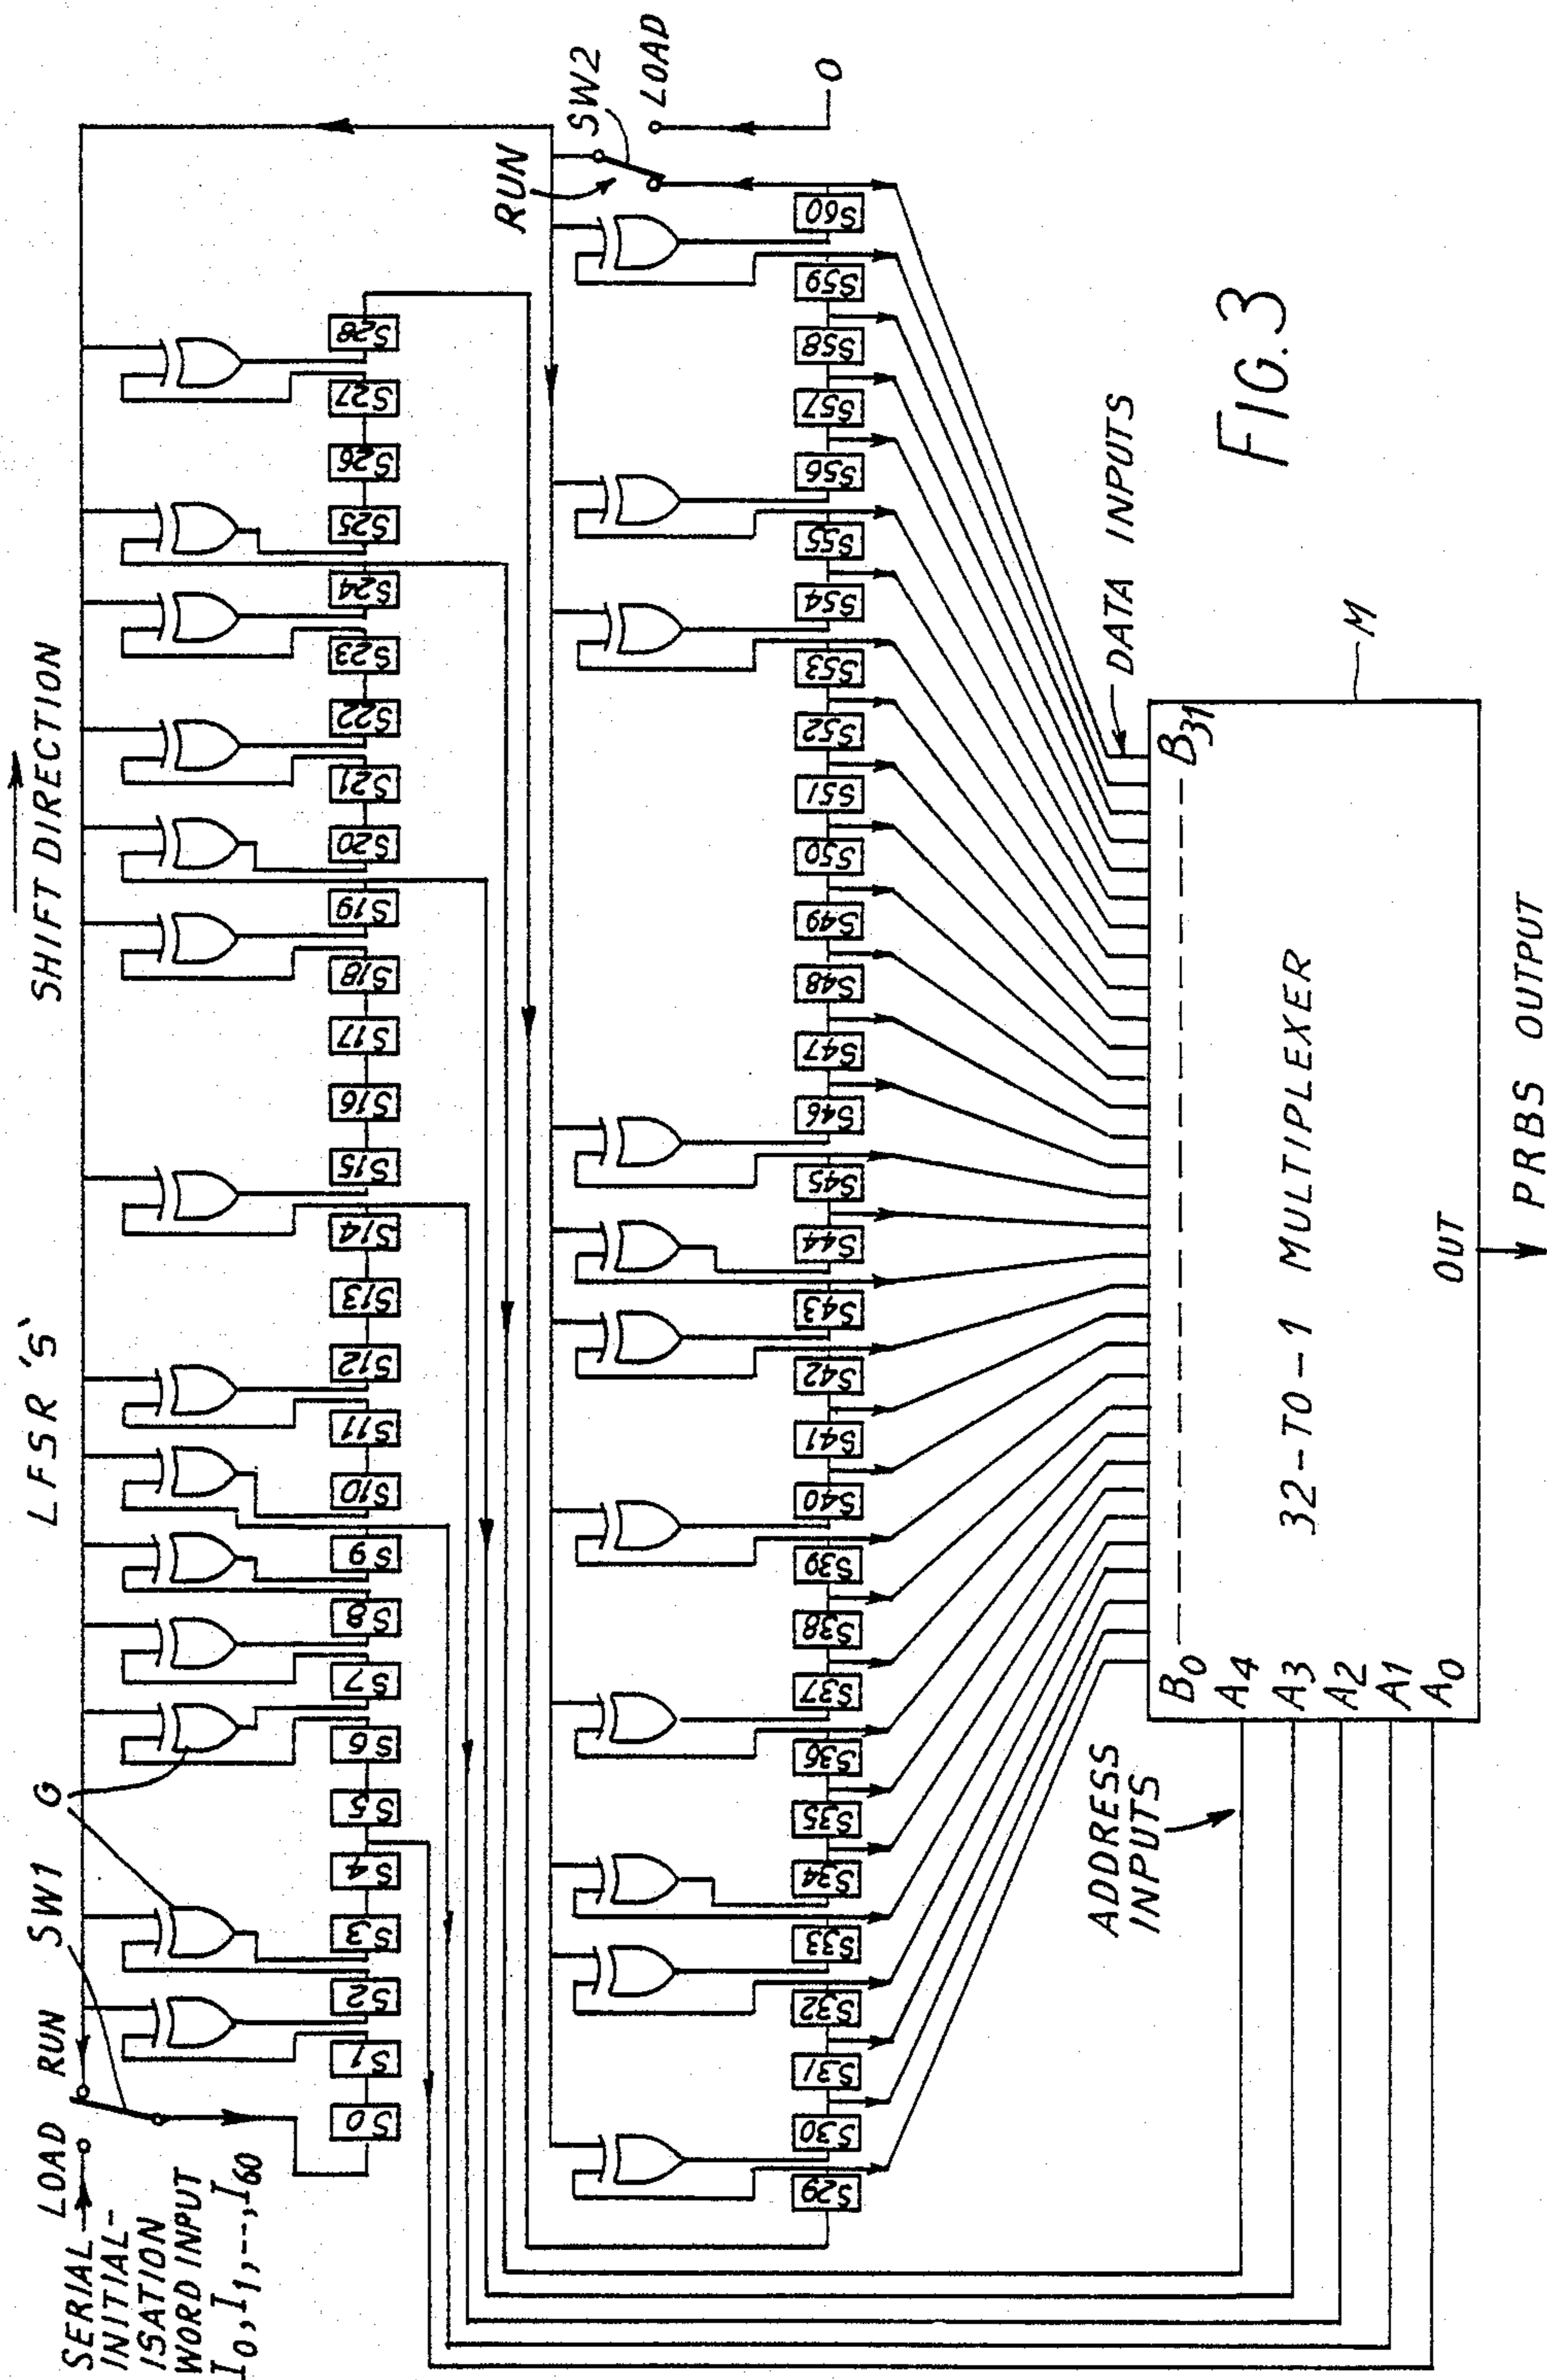 LFSR's
SHIFT DIRECTION
SERIAL
INITIAL-
ISATION
WORD INPUT
I0, I1, --, I60
LOAD RUN SW1 G
S0 S1 S2 S3 S4 S5 S6 S7 S8 S9 S10 S11 S12 S13 S14 S15 S16 S17 S18 S19 S20 S21 S22 S23 S24 S25 S26 S27 S28
RUN SW2
LOAD
0
S29 S30 S31 S32 S33 S34 S35 S36 S37 S38 S39 S40 S41 S42 S43 S44 S45 S46 S47 S48 S49 S50 S51 S52 S53 S54 S55 S56 S57 S58 S59 S60
ADDRESS
INPUTS
DATA INPUTS
B0 B31
A4
A3
A2
A1
A0
32-TO-1 MULTIPLEXER
M
OUT
PRBS OUTPUT
FIG.3